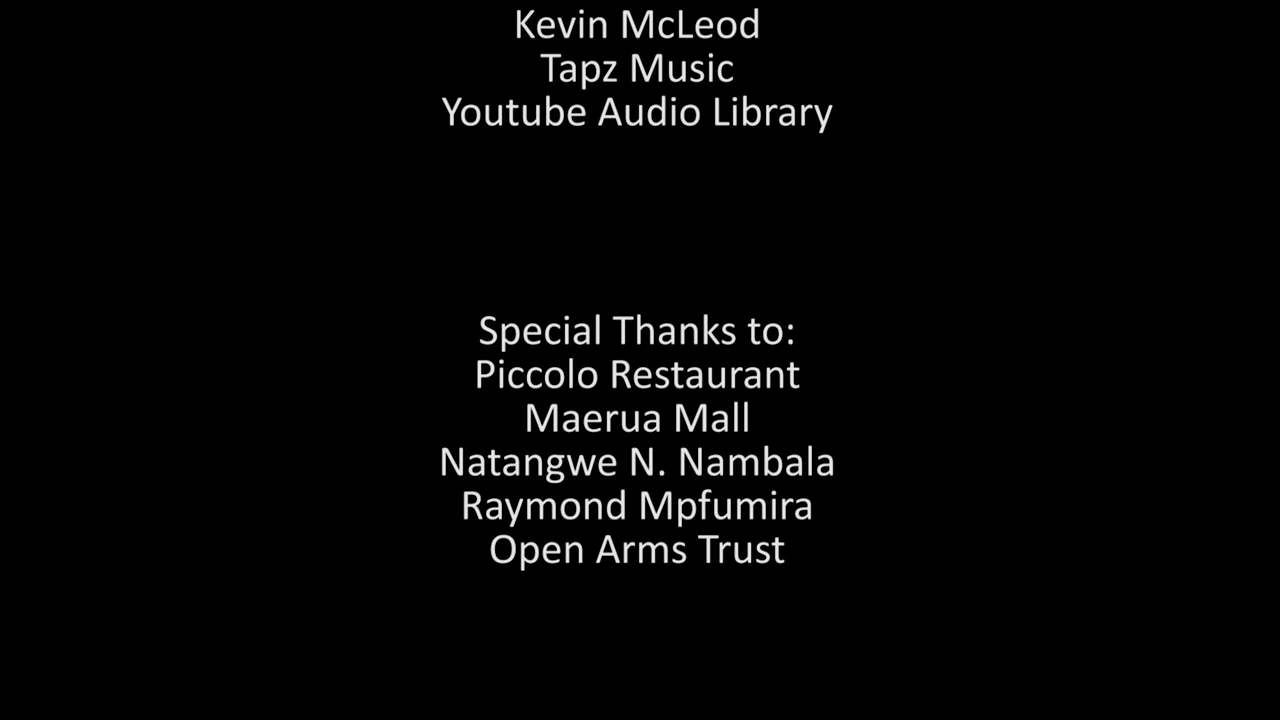 Kevin McLeod
Tapz Music
Youtube Audio Library
Special Thanks to:
Piccolo Restaurant
Maerua Mall
Natangwe N. Nambala
Raymond Mpfumira
Open Arms Trust